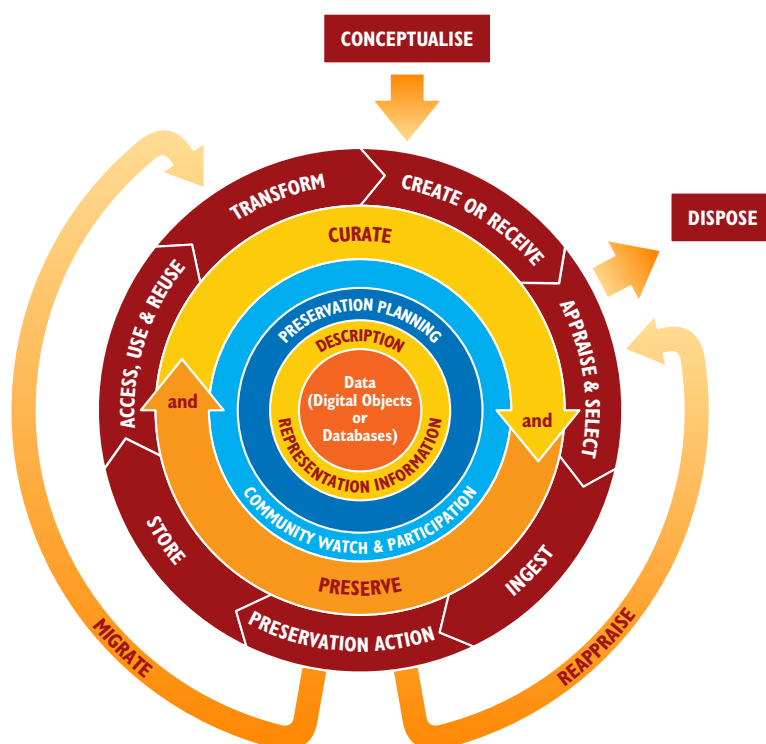 CONCEPTUALISE
TRANSFORM
CREATE OR RECEIVE
DISPOSE
CURATE
ACCESS, USE & REUSE
APPRAISE & SELECT
PRESERVATION PLANNING
DESCRIPTION
Data
(Digital Objects
or
Databases)
and
and
REPRESENTATION INFORMATION
COMMUNITY WATCH & PARTICIPATION
STORE
INGEST
PRESERVE
PRESERVATION ACTION
MIGRATE
REAPPRAISE